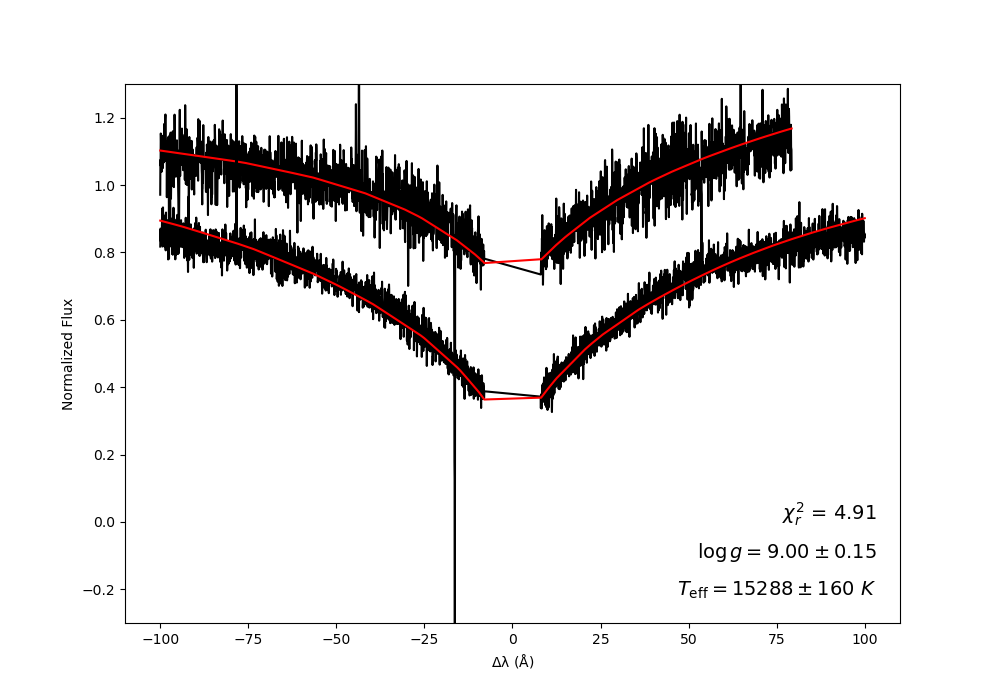 1.2
1.0
0.8
0.6
0.4
0.2
0.0
−0.2
Normalized Flux
χ²ᵣ = 4.91
log g = 9.00 ± 0.15
T_eff = 15288 ± 160 K
−100 −75 −50 −25 0 25 50 75 100
Δλ (Å)